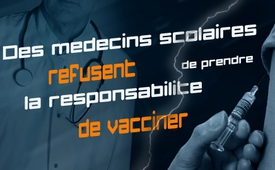 Des medecins scolaires
refusent de prendre
la responsabilite
de vacciner